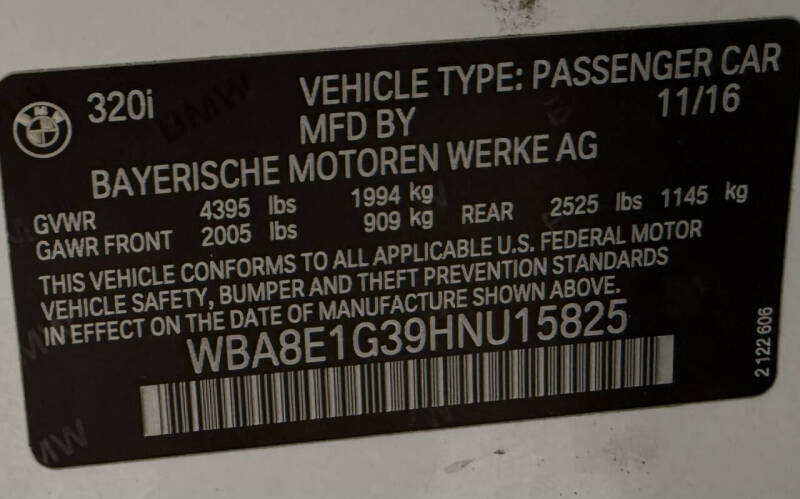 320i VEHICLE TYPE: PASSENGER CAR
MFD BY 11/16
BAYERISCHE MOTOREN WERKE AG
GVWR 4395 lbs 1994 kg
GAWR FRONT 2005 lbs 909 kg REAR 2525 lbs 1145 kg
THIS VEHICLE CONFORMS TO ALL APPLICABLE U.S. FEDERAL MOTOR
VEHICLE SAFETY, BUMPER AND THEFT PREVENTION STANDARDS
IN EFFECT ON THE DATE OF MANUFACTURE SHOWN ABOVE.
WBA8E1G39HNU15825
2 122 606
BMW
BMW